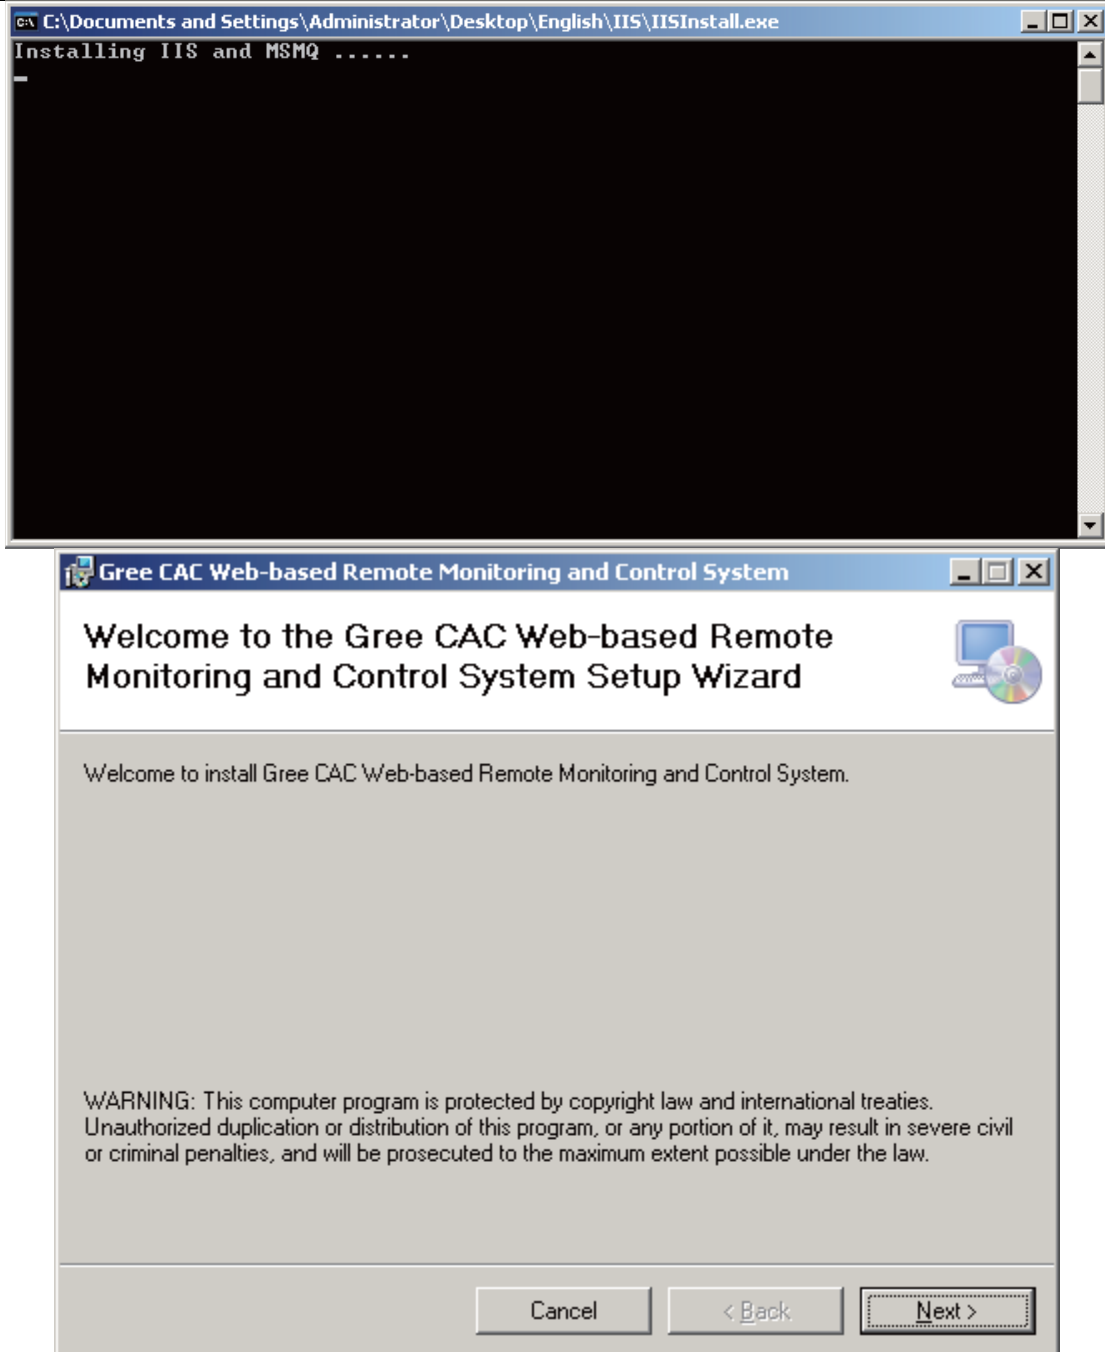 C:\Documents and Settings\Administrator\Desktop\English\IIS\IISInstall.exe
Installing IIS and MSMQ ......
Gree CAC Web-based Remote Monitoring and Control System
Welcome to the Gree CAC Web-based Remote
Monitoring and Control System Setup Wizard
Welcome to install Gree CAC Web-based Remote Monitoring and Control System.
WARNING: This computer program is protected by copyright law and international treaties.
Unauthorized duplication or distribution of this program, or any portion of it, may result in severe civil
or criminal penalties, and will be prosecuted to the maximum extent possible under the law.
Cancel
< Back
Next >